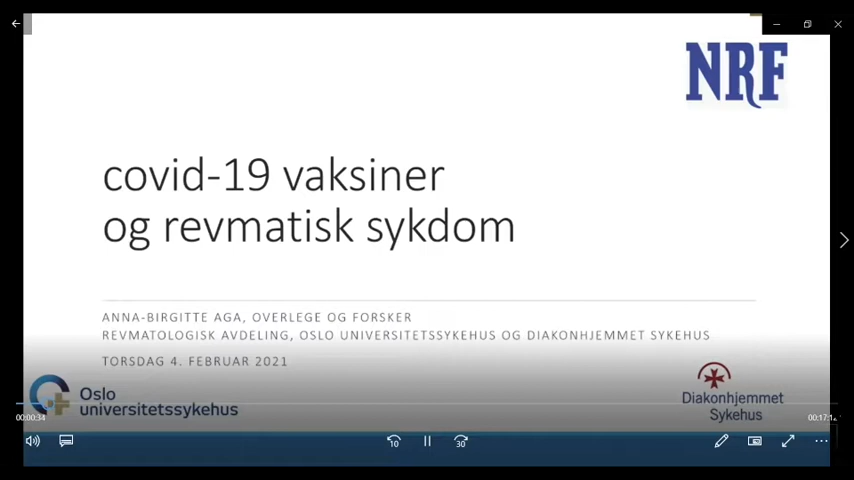 NRF
covid-19 vaksiner
og revmatisk sykdom
ANNA-BIRGITTE AGA, OVERLEGE OG FORSKER
REVMATOLOGISK AVDELING, OSLO UNIVERSITETSSYKEHUS OG DIAKONHJEMMET SYKEHUS
TORSDAG 4. FEBRUAR 2021
Oslo
universitetssykehus
Diakonhjemmet
Sykehus
00:00:34
10
30